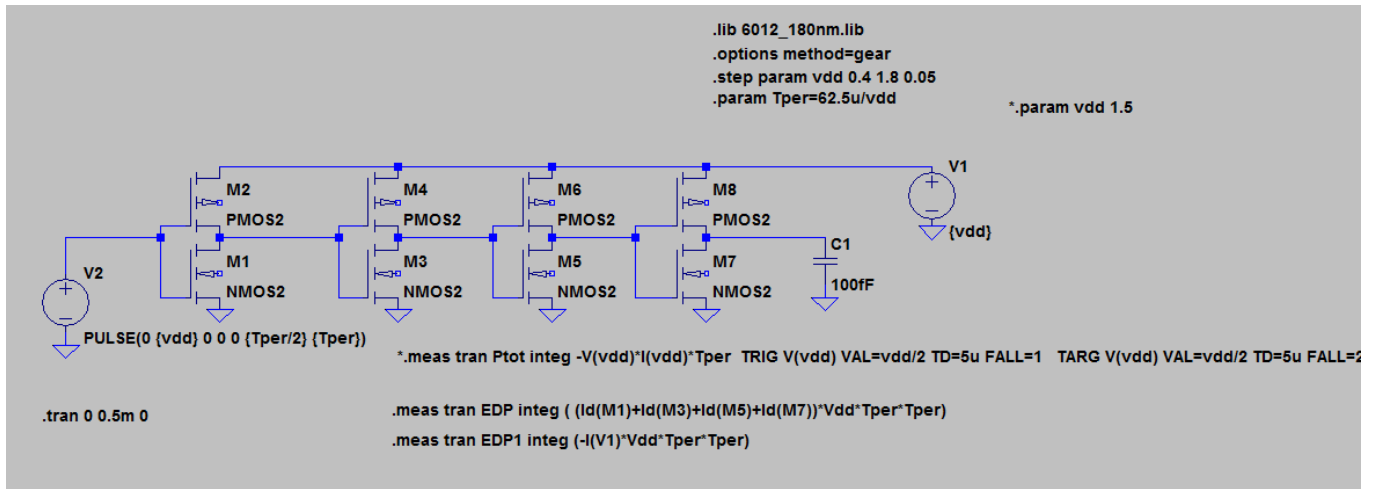 .lib 6012_180nm.lib
.options method=gear
.step param vdd 0.4 1.8 0.05
.param Tper=62.5u/vdd
*.param vdd 1.5
V1
M2
M4
M6
M8
PMOS2
PMOS2
PMOS2
PMOS2
{vdd}
C1
V2
M1
M3
M5
M7
NMOS2
NMOS2
NMOS2
NMOS2
100fF
PULSE(0 {vdd} 0 0 0 {Tper/2} {Tper})
*.meas tran Ptot integ -V(vdd)*I(vdd)*Tper TRIG V(vdd) VAL=vdd/2 TD=5u FALL=1 TARG V(vdd) VAL=vdd/2 TD=5u FALL=2
.tran 0 0.5m 0
.meas tran EDP integ ( (Id(M1)+Id(M3)+Id(M5)+Id(M7))*Vdd*Tper*Tper)
.meas tran EDP1 integ (-I(V1)*Vdd*Tper*Tper)